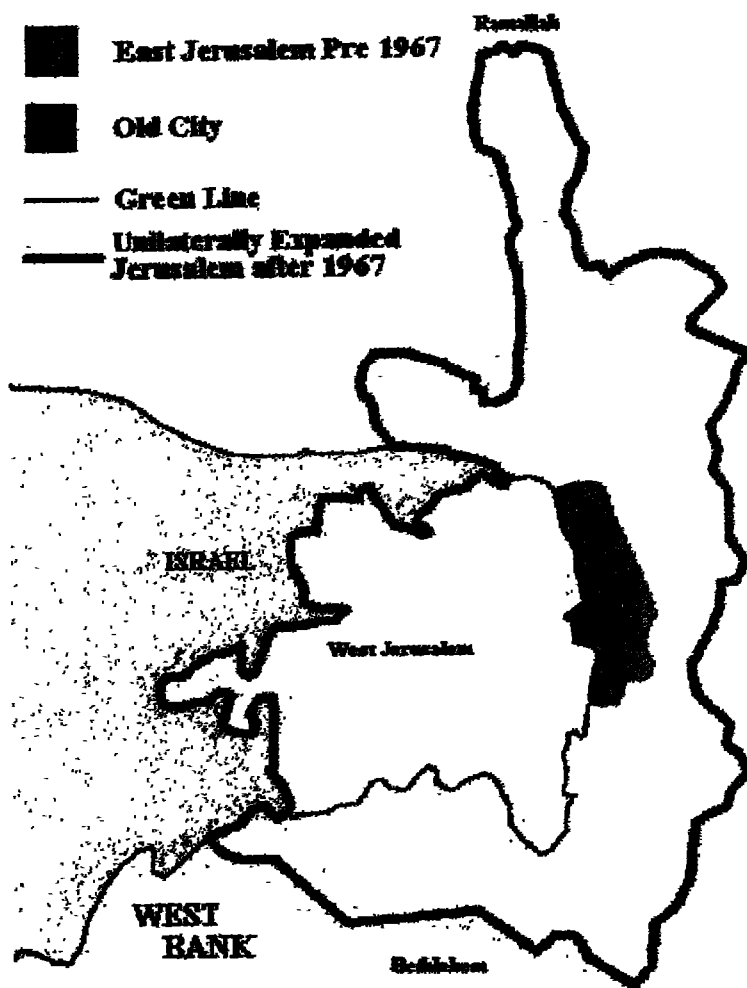 Ramallah
East Jerusalem Pre 1967
Old City
Green Line
Unilaterally Expanded
Jerusalem after 1967
ISRAEL
West Jerusalem
WEST
BANK
Bethlehem